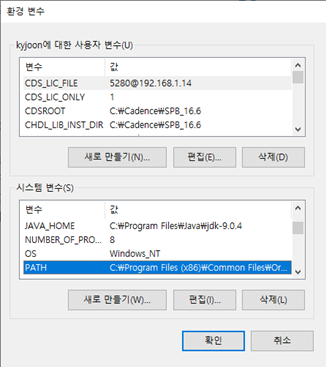 환경 변수
kyjoon에 대한 사용자 변수(U)
변수 값
CDS_LIC_FILE 5280@192.168.1.14
CDS_LIC_ONLY 1
CDSROOT C:₩Cadence₩SPB_16.6
CHDL_LIB_INST_DIR C:₩Cadence₩SPB_16.6
새로 만들기(N)... 편집(E)... 삭제(D)
시스템 변수(S)
변수 값
JAVA_HOME C:₩Program Files₩Java₩jdk-9.0.4
NUMBER_OF_PRO... 8
OS Windows_NT
PATH C:₩Program Files (x86)₩Common Files₩Or...
새로 만들기(W)... 편집(I)... 삭제(L)
확인 취소